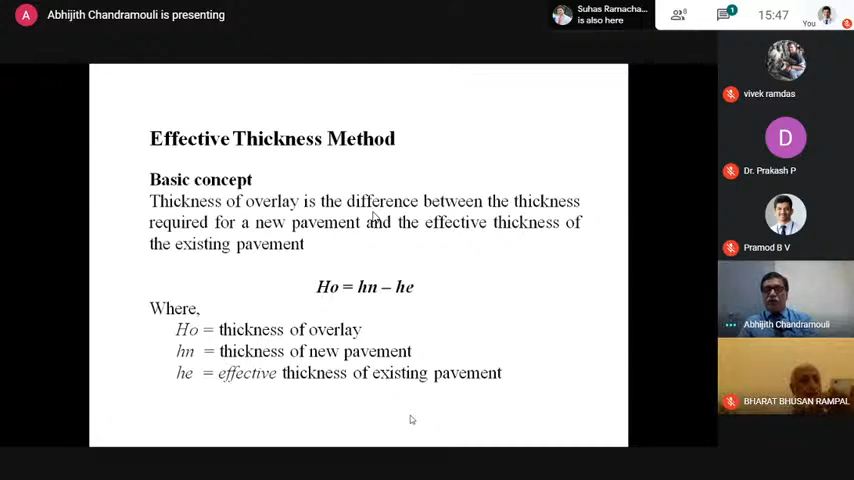 A
Abhijith Chandramouli is presenting
Suhas Ramacha...
is also here
8
1
15:47
You
Effective Thickness Method
Basic concept
Thickness of overlay is the difference between the thickness
required for a new pavement and the effective thickness of
the existing pavement
Ho = hn – he
Where,
Ho = thickness of overlay
hn = thickness of new pavement
he = effective thickness of existing pavement
vivek ramdas
D
Dr. Prakash P
Pramod B V
Abhijith Chandramouli
BHARAT BHUSAN RAMPAL